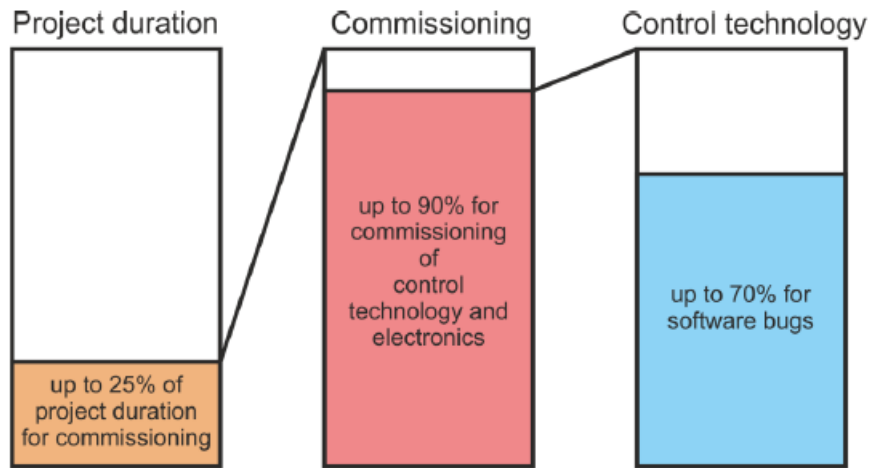 Project duration
Commissioning
Control technology
up to 25% of
project duration
for commissioning
up to 90% for
commissioning
of
control
technology and
electronics
up to 70% for
software bugs